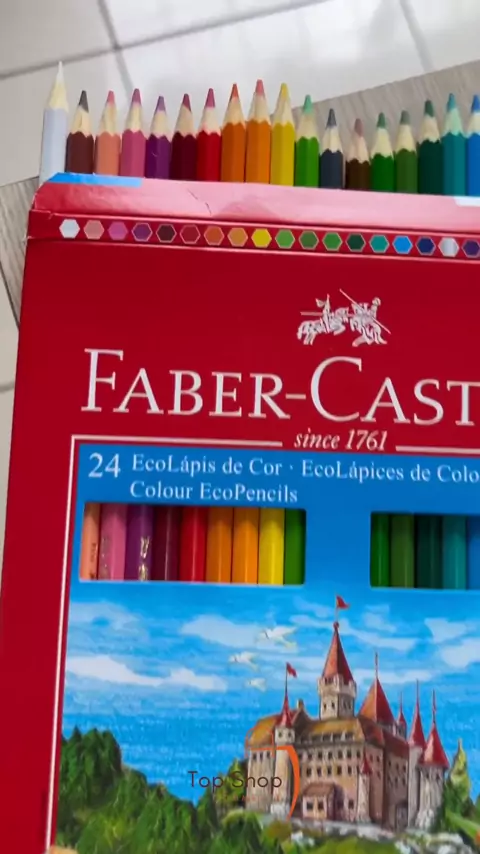 FABER-CAST
since 1761
24 EcoLápis de Cor · EcoLápices de Colo
Colour EcoPencils
Top Shop